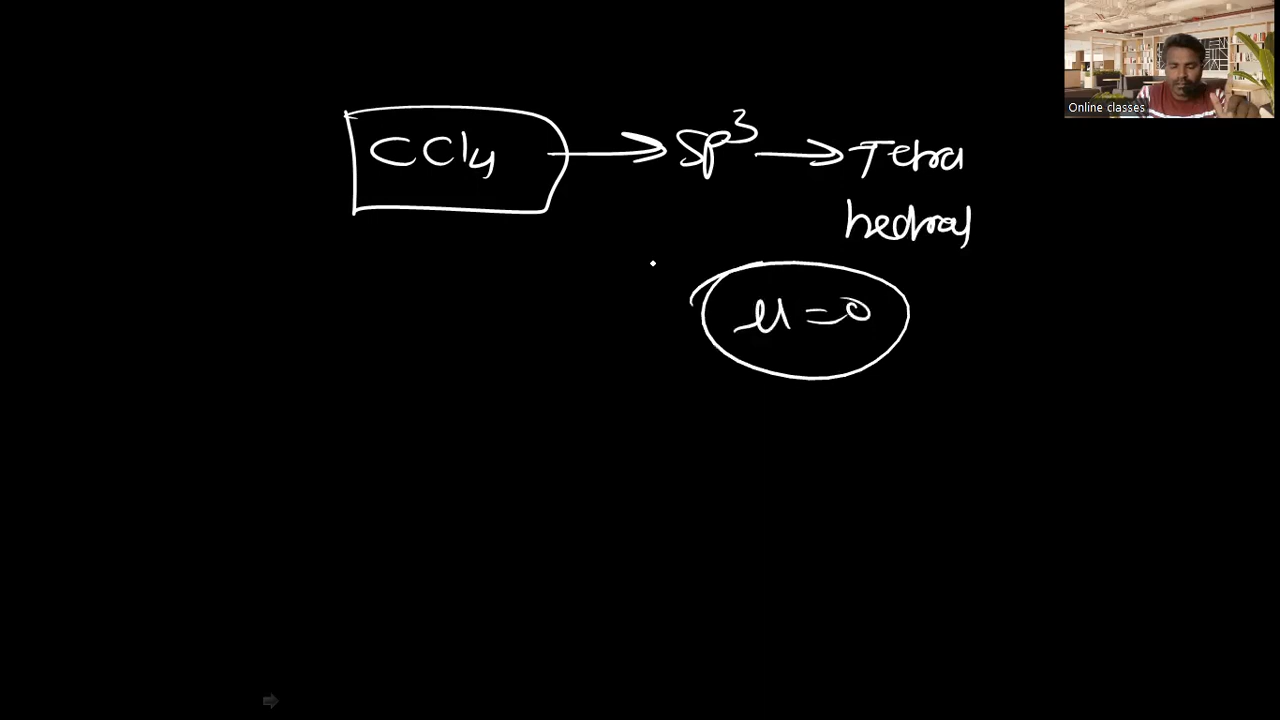 Online classes
CCl4 → Sp³ → Tetra
hedral
μ=0